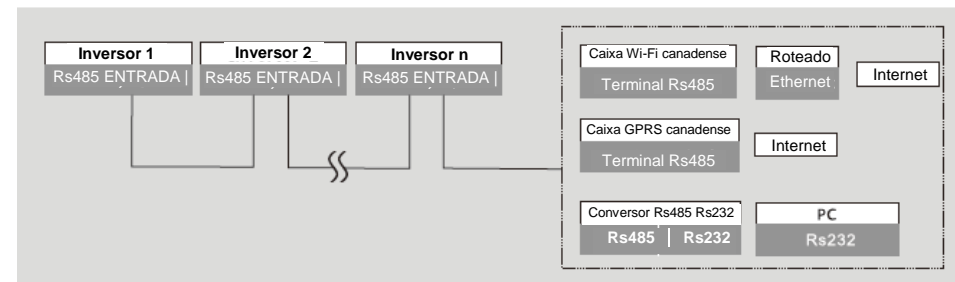 Inversor 1
Rs485 ENTRADA |
Inversor 2
Rs485 ENTRADA |
Inversor n
Rs485 ENTRADA |
Caixa Wi-Fi canadense
Terminal Rs485
Roteado
Ethernet
Internet
Caixa GPRS canadense
Terminal Rs485
Internet
Conversor Rs485 Rs232
Rs485 | Rs232
PC
Rs232